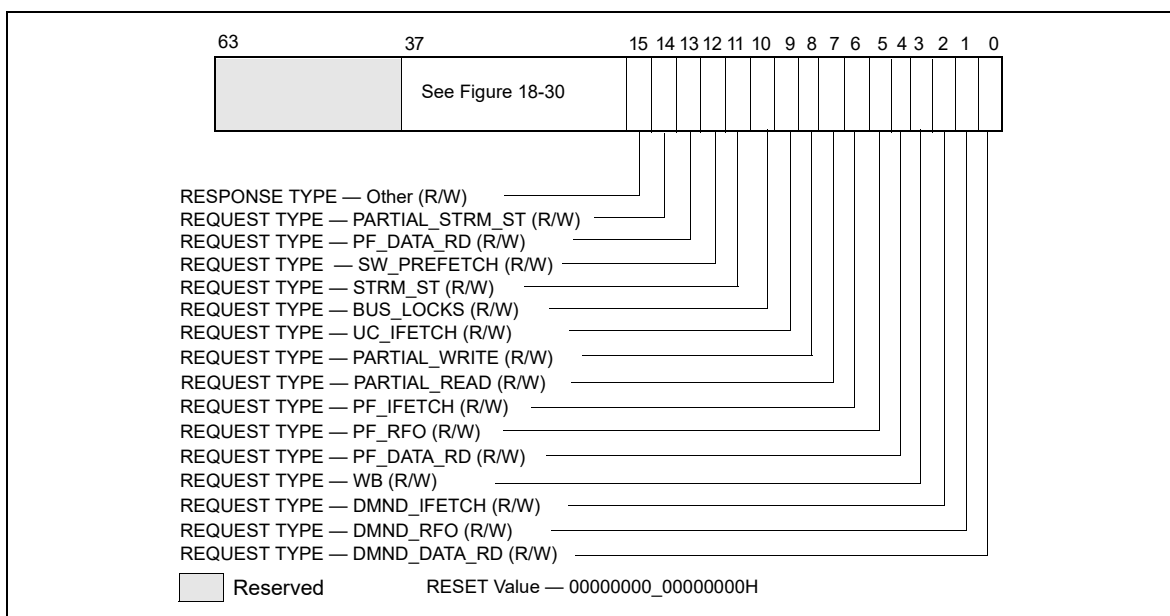 63 37 15 14 13 12 11 10 9 8 7 6 5 4 3 2 1 0
See Figure 18-30
RESPONSE TYPE — Other (R/W)
REQUEST TYPE — PARTIAL_STRM_ST (R/W)
REQUEST TYPE — PF_DATA_RD (R/W)
REQUEST TYPE — SW_PREFETCH (R/W)
REQUEST TYPE — STRM_ST (R/W)
REQUEST TYPE — BUS_LOCKS (R/W)
REQUEST TYPE — UC_IFETCH (R/W)
REQUEST TYPE — PARTIAL_WRITE (R/W)
REQUEST TYPE — PARTIAL_READ (R/W)
REQUEST TYPE — PF_IFETCH (R/W)
REQUEST TYPE — PF_RFO (R/W)
REQUEST TYPE — PF_DATA_RD (R/W)
REQUEST TYPE — WB (R/W)
REQUEST TYPE — DMND_IFETCH (R/W)
REQUEST TYPE — DMND_RFO (R/W)
REQUEST TYPE — DMND_DATA_RD (R/W)
Reserved RESET Value — 00000000_00000000H